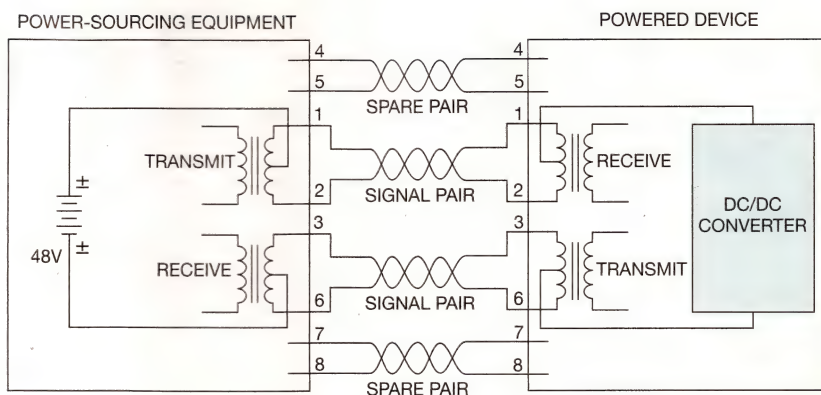 POWER-SOURCING EQUIPMENT
POWERED DEVICE
4
4
5
5
SPARE PAIR
1
1
TRANSMIT
RECEIVE
2
SIGNAL PAIR
2
±
±
48V
DC/DC
CONVERTER
3
3
RECEIVE
TRANSMIT
6
SIGNAL PAIR
6
7
7
8
8
SPARE PAIR